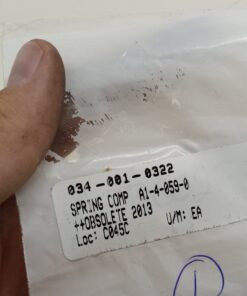 034-001-0322
SPRING COMP A1-4-059-0
++OBSOLETE 2013
Loc: C045C U/M: EA